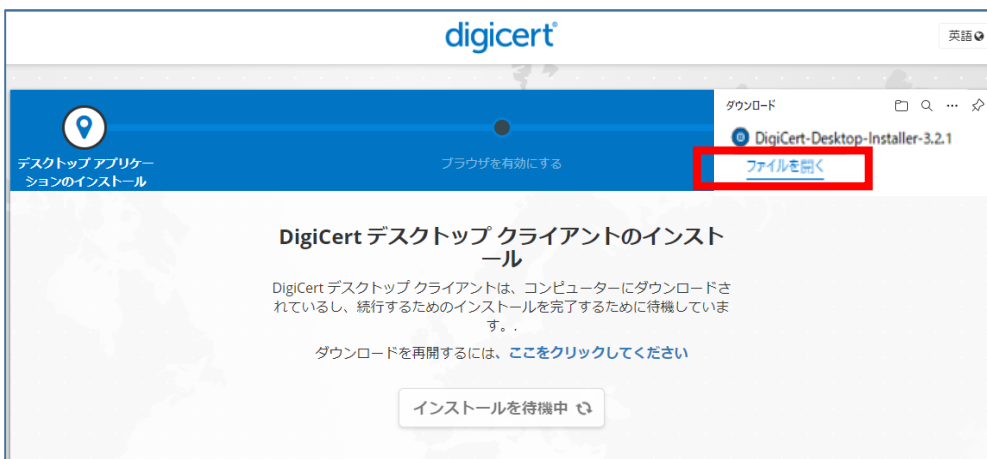 digicert
英語
ダウンロード
DigiCert-Desktop-Installer-3.2.1
ファイルを開く
デスクトップ アプリケー
ションのインストール
ブラウザを有効にする
DigiCert デスクトップ クライアントのインスト
ール
DigiCert デスクトップ クライアントは、コンピューターにダウンロードさ
れているし、続行するためのインストールを完了するために待機していま
す。.
ダウンロードを再開するには、ここをクリックしてください
インストールを待機中